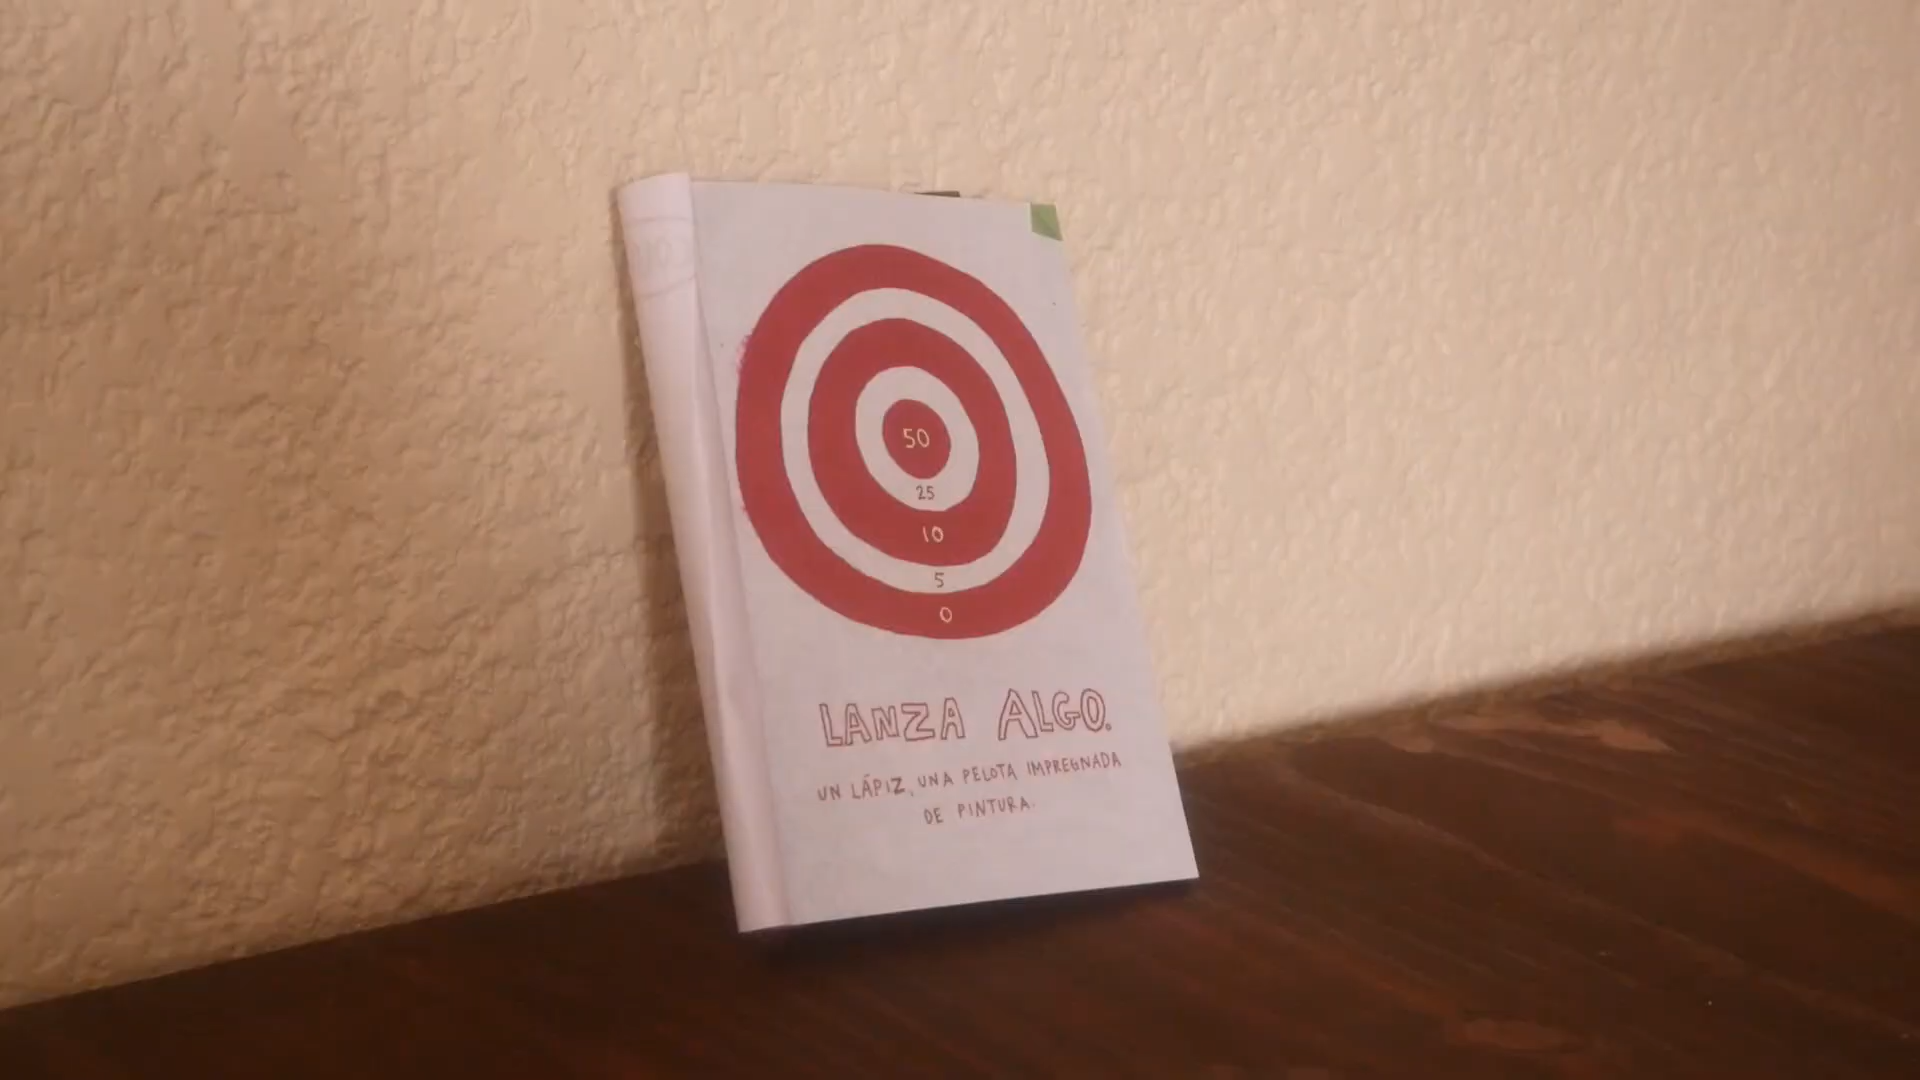 50
25
10
5
0
LANZA ALGO.
UN LÁPIZ, UNA PELOTA IMPREGNADA
DE PINTURA.